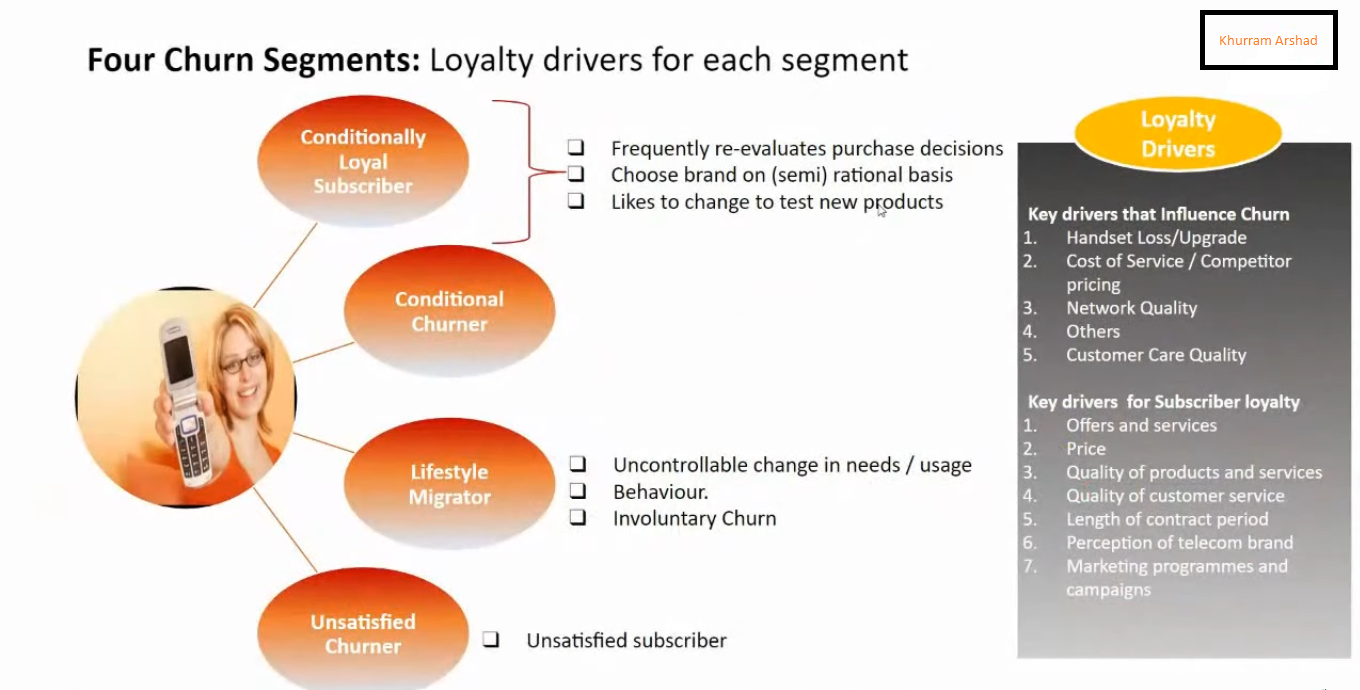 Khurram Arshad
Four Churn Segments: Loyalty drivers for each segment
Conditionally
Loyal
Subscriber
Frequently re-evaluates purchase decisions
Choose brand on (semi) rational basis
Likes to change to test new products
Conditional
Churner
Lifestyle
Migrator
Uncontrollable change in needs / usage
Behaviour.
Involuntary Churn
Unsatisfied
Churner
Unsatisfied subscriber
Loyalty
Drivers
Key drivers that Influence Churn
1. Handset Loss/Upgrade
2. Cost of Service / Competitor
pricing
3. Network Quality
4. Others
5. Customer Care Quality
Key drivers for Subscriber loyalty
1. Offers and services
2. Price
3. Quality of products and services
4. Quality of customer service
5. Length of contract period
6. Perception of telecom brand
7. Marketing programmes and
campaigns